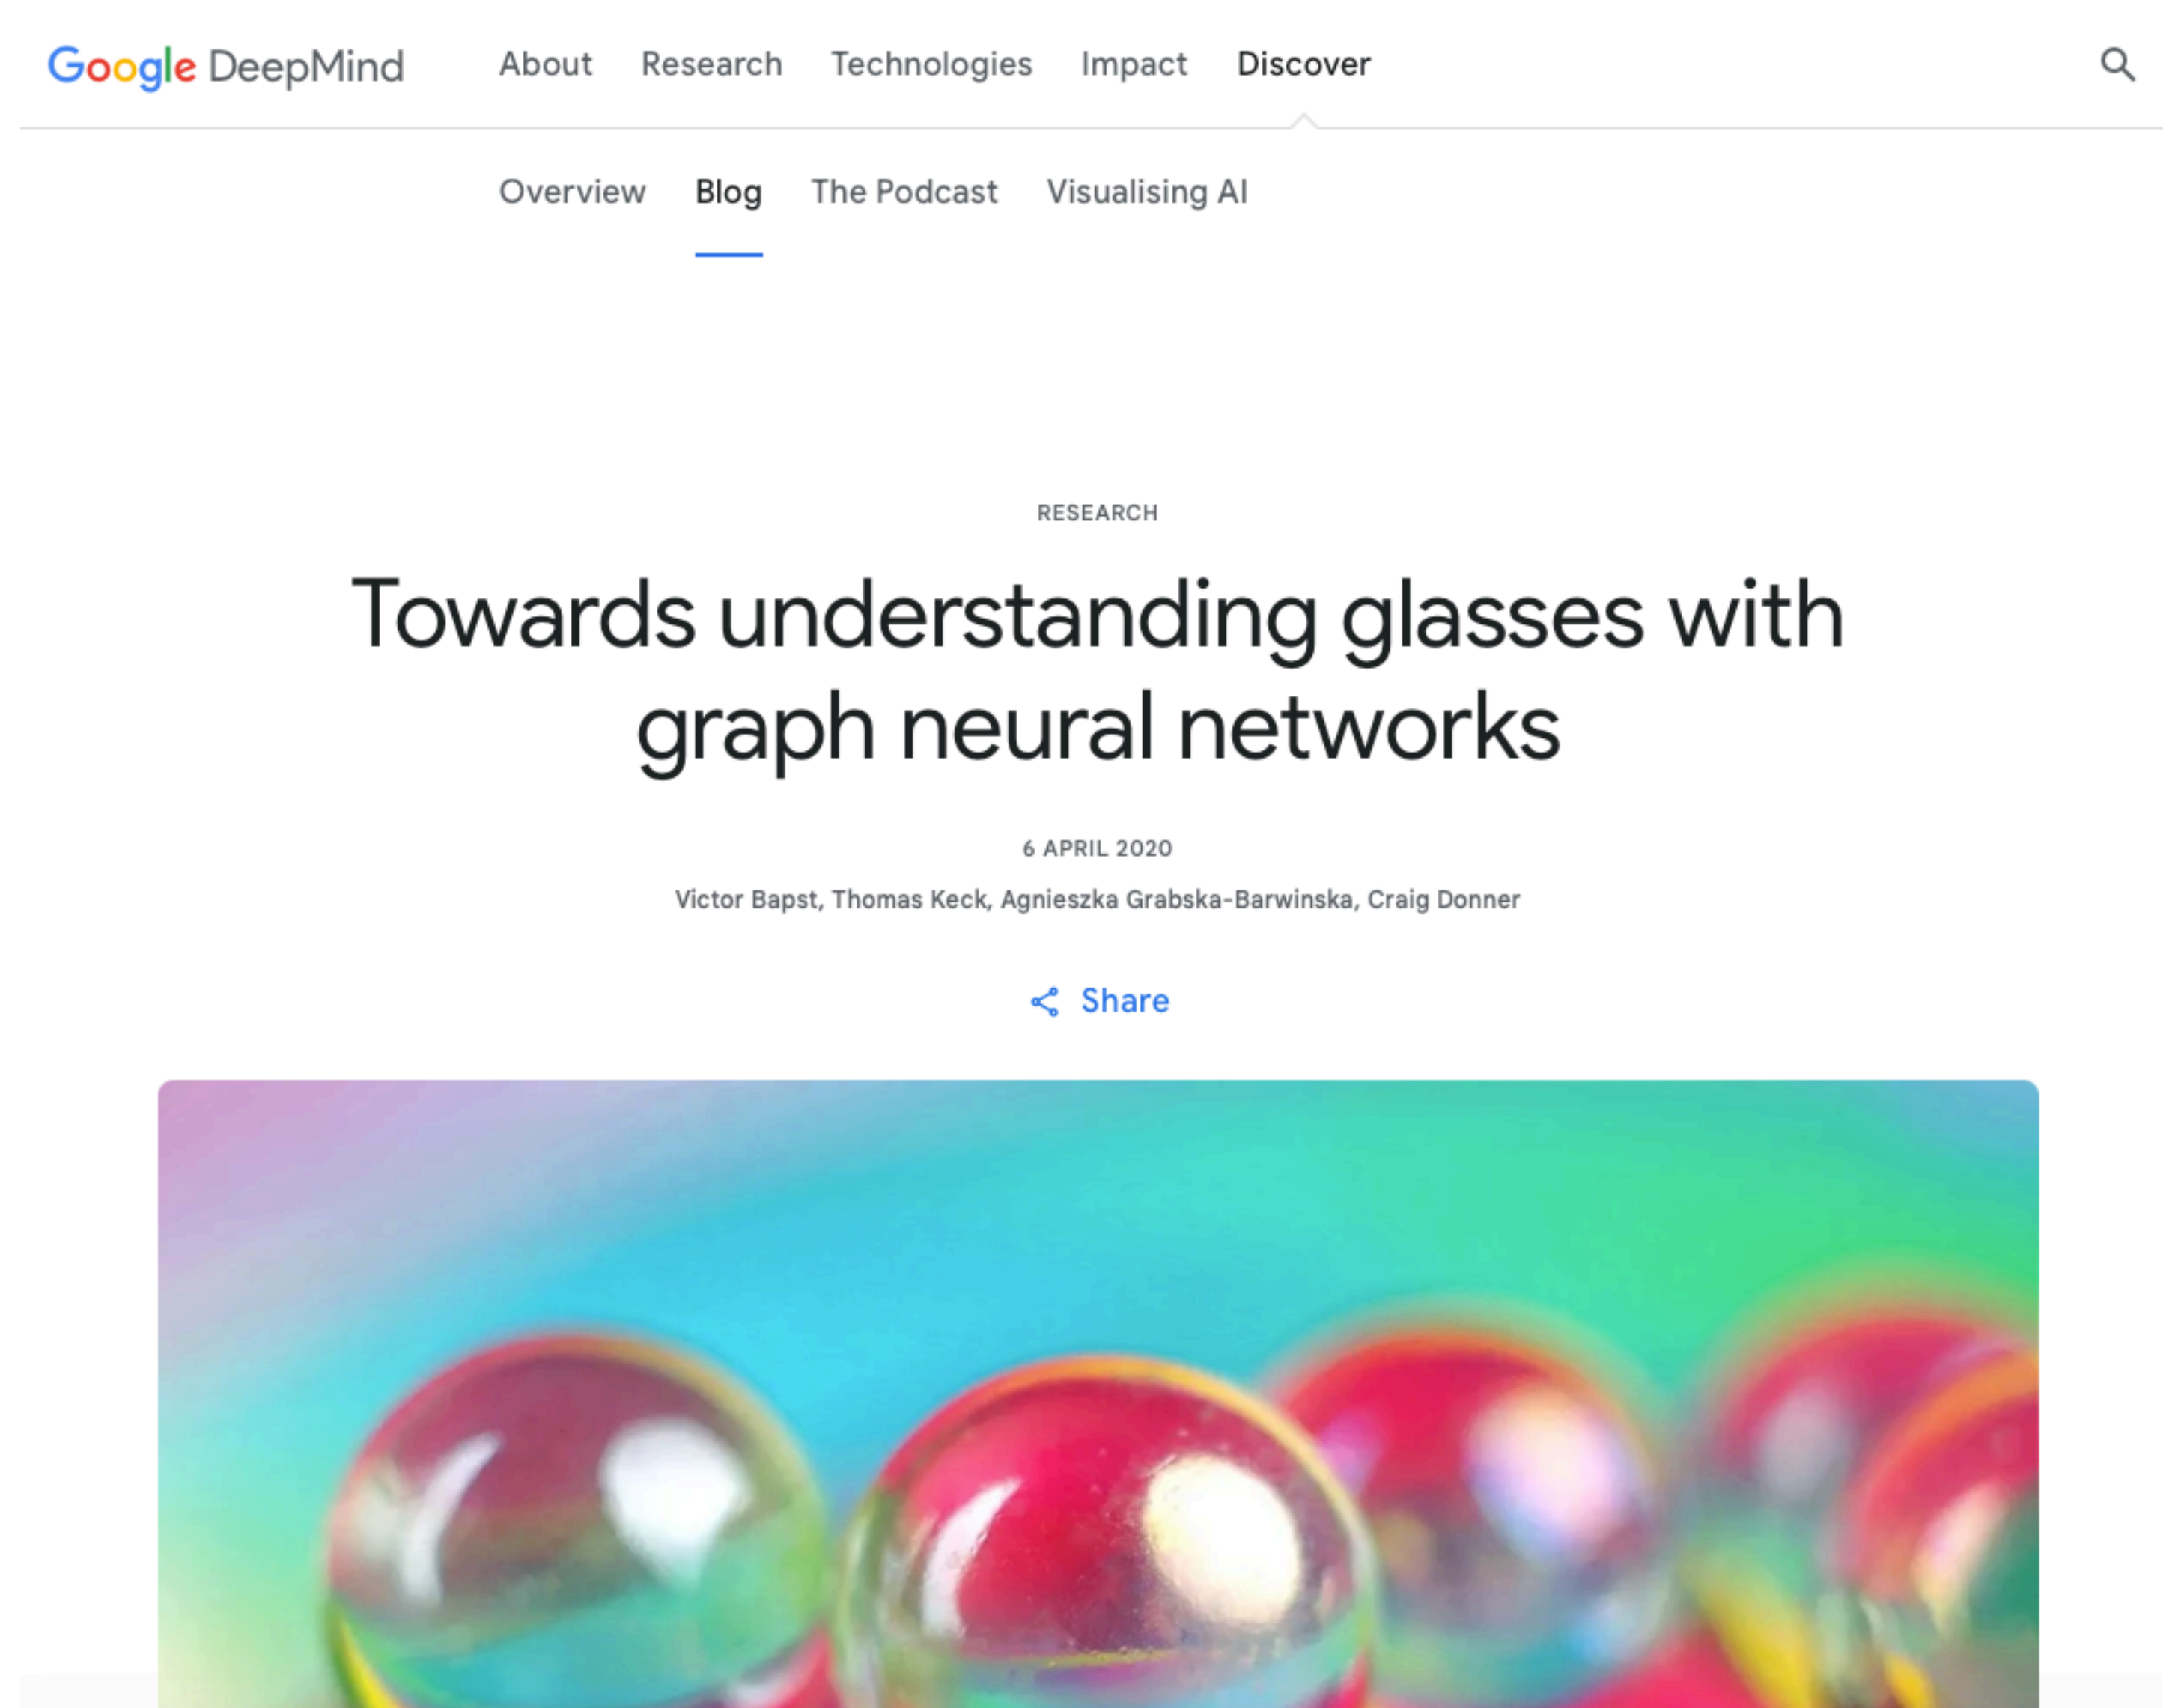 Google DeepMind About Research Technologies Impact Discover
Overview Blog The Podcast Visualising AI
RESEARCH
Towards understanding glasses with
graph neural networks
6 APRIL 2020
Victor Bapst, Thomas Keck, Agnieszka Grabska-Barwinska, Craig Donner
Share